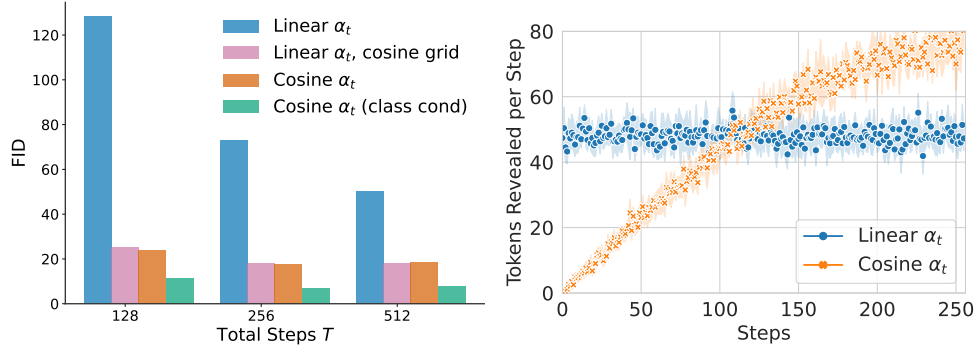 FID
120
100
80
60
40
20
0
128
256
512
Total Steps T
Linear αₜ
Linear αₜ, cosine grid
Cosine αₜ
Cosine αₜ (class cond)
Tokens Revealed per Step
80
60
40
20
0
0
50
100
150
200
250
Steps
Linear αₜ
Cosine αₜ